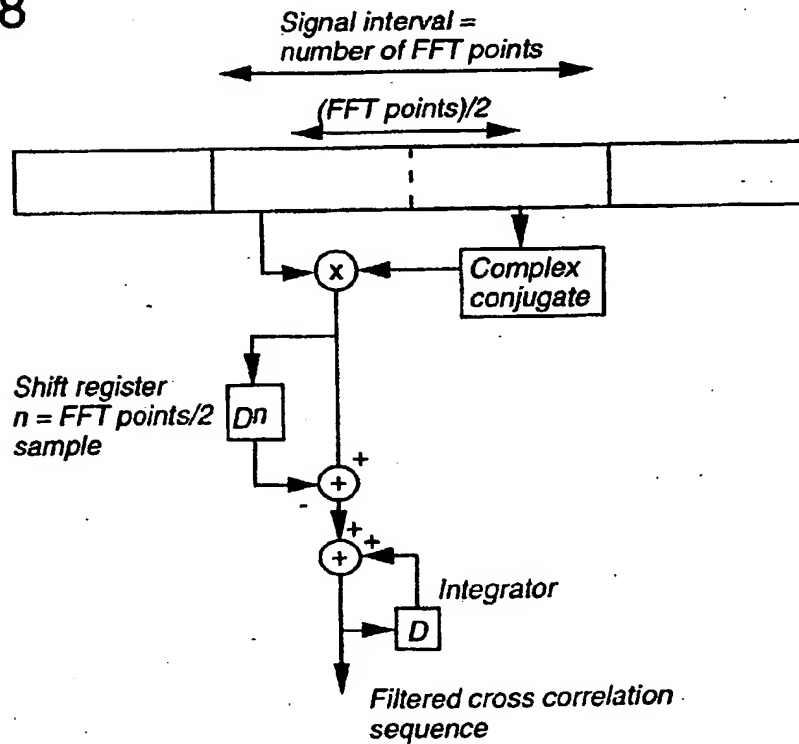 8
Signal interval =
number of FFT points
(FFT points)/2
x
Complex
conjugate
Shift register
n = FFT points/2
sample
Dn
+
+
-
+
+
+
Integrator
D
Filtered cross correlation
sequence